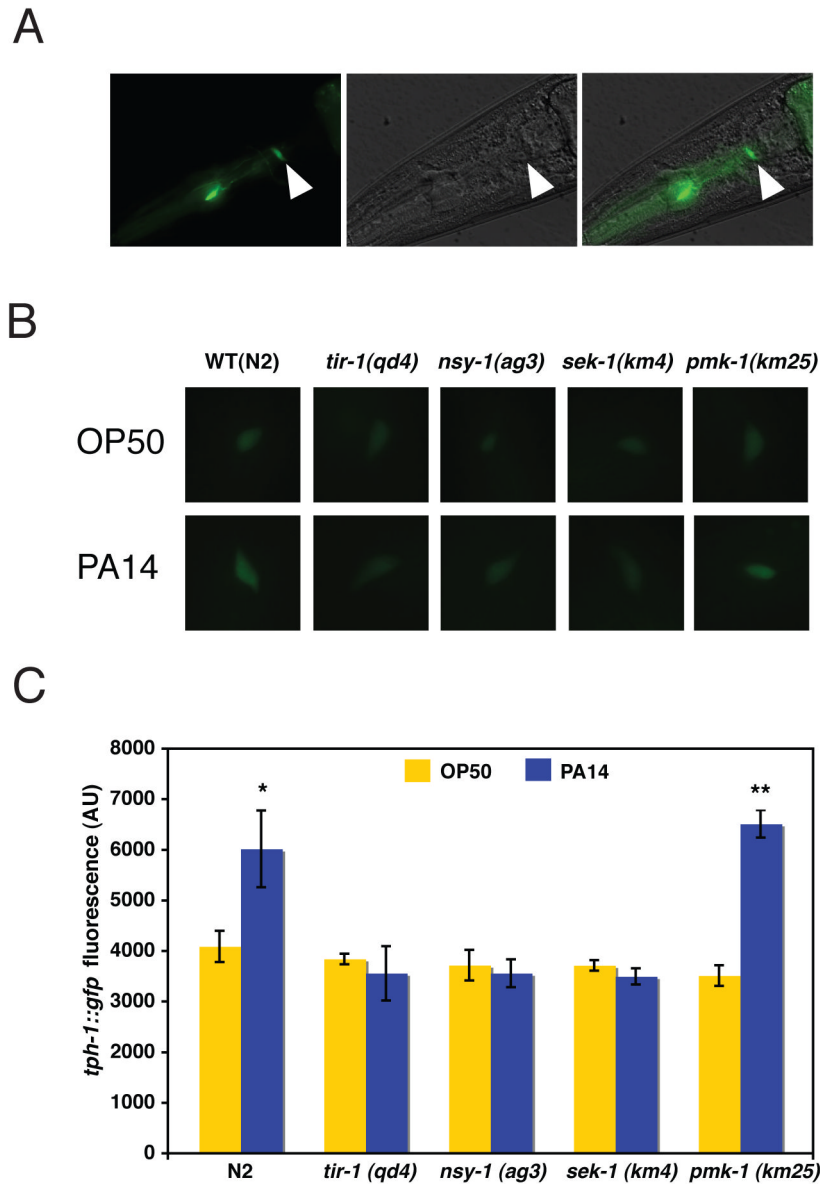 A
B
WT(N2) tir-1(qd4) nsy-1(ag3) sek-1(km4) pmk-1(km25)
OP50
PA14
C
tph-1::gfp fluorescence (AU)
8000
7000
6000
5000
4000
3000
2000
1000
0
OP50 PA14
*
**
N2 tir-1 (qd4) nsy-1 (ag3) sek-1 (km4) pmk-1 (km25)